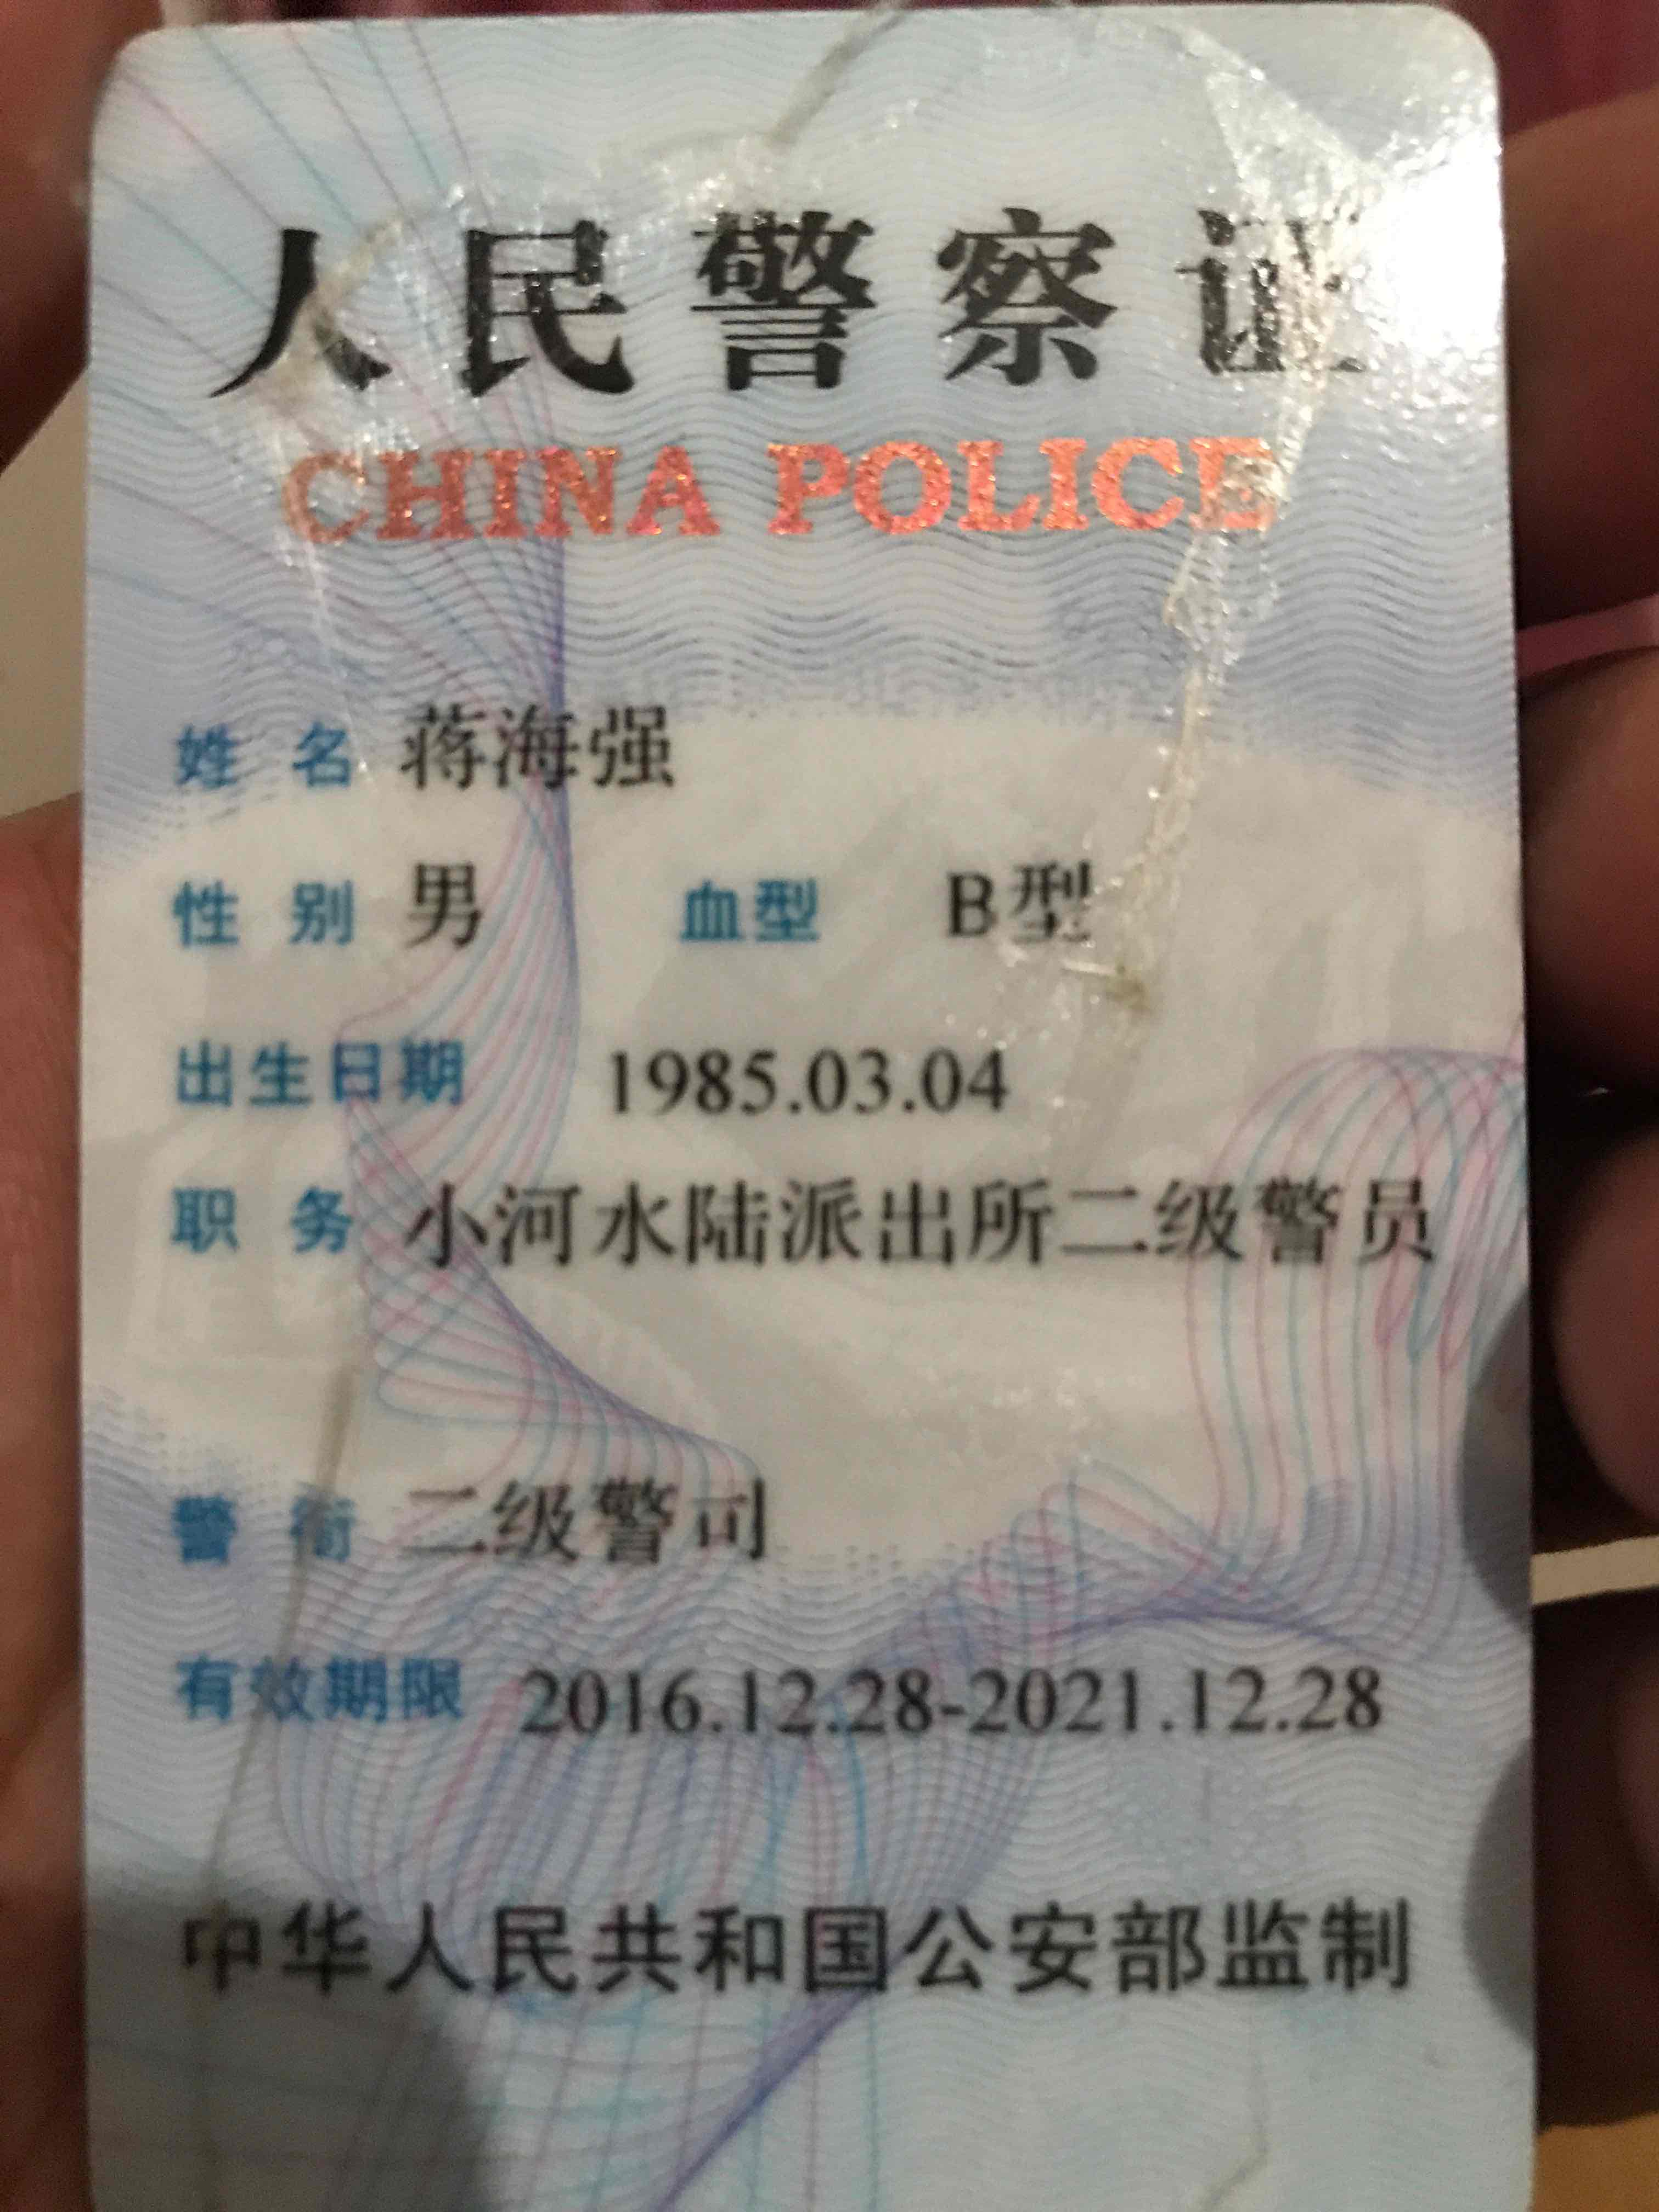 人民警察证
CHINA POLICE
姓名 蒋海强
性别 男 血型 B型
出生日期 1985.03.04
职务 小河水陆派出所二级警员
警衔 二级警司
有效期限 2016.12.28-2021.12.28
中华人民共和国公安部监制